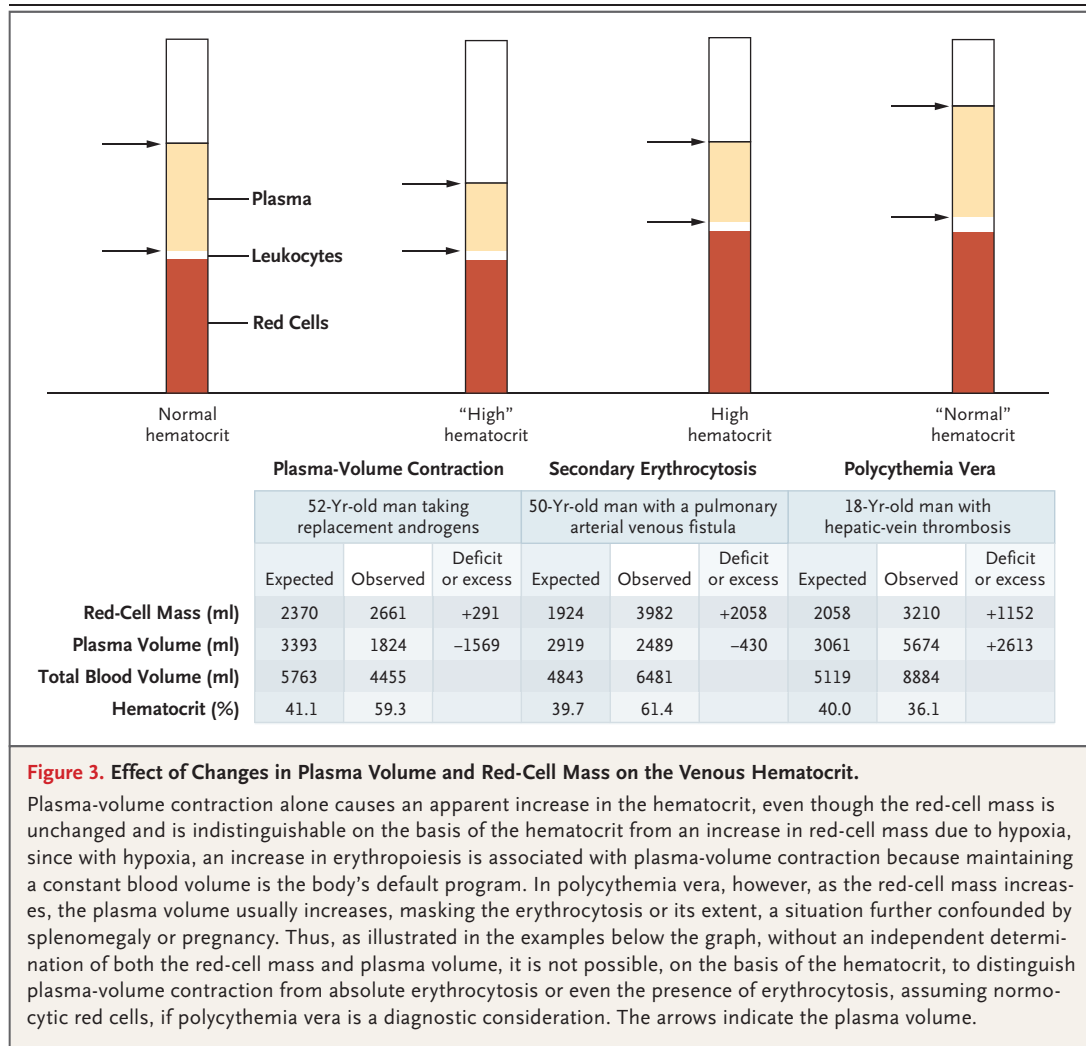 Plasma
Leukocytes
Red Cells
Normal
hematocrit
“High”
hematocrit
High
hematocrit
“Normal”
hematocrit
Plasma-Volume Contraction Secondary Erythrocytosis Polycythemia Vera
52-Yr-old man taking
replacement androgens
50-Yr-old man with a pulmonary
arterial venous fistula
18-Yr-old man with
hepatic-vein thrombosis
Expected Observed Deficit
or excess Expected Observed Deficit
or excess Expected Observed Deficit
or excess
Red-Cell Mass (ml) 2370 2661 +291 1924 3982 +2058 2058 3210 +1152
Plasma Volume (ml) 3393 1824 –1569 2919 2489 –430 3061 5674 +2613
Total Blood Volume (ml) 5763 4455 4843 6481 5119 8884
Hematocrit (%) 41.1 59.3 39.7 61.4 40.0 36.1
Figure 3. Effect of Changes in Plasma Volume and Red-Cell Mass on the Venous Hematocrit.
Plasma-volume contraction alone causes an apparent increase in the hematocrit, even though the red-cell mass is
unchanged and is indistinguishable on the basis of the hematocrit from an increase in red-cell mass due to hypoxia,
since with hypoxia, an increase in erythropoiesis is associated with plasma-volume contraction because maintaining
a constant blood volume is the body’s default program. In polycythemia vera, however, as the red-cell mass increas-
es, the plasma volume usually increases, masking the erythrocytosis or its extent, a situation further confounded by
splenomegaly or pregnancy. Thus, as illustrated in the examples below the graph, without an independent determi-
nation of both the red-cell mass and plasma volume, it is not possible, on the basis of the hematocrit, to distinguish
plasma-volume contraction from absolute erythrocytosis or even the presence of erythrocytosis, assuming normo-
cytic red cells, if polycythemia vera is a diagnostic consideration. The arrows indicate the plasma volume.